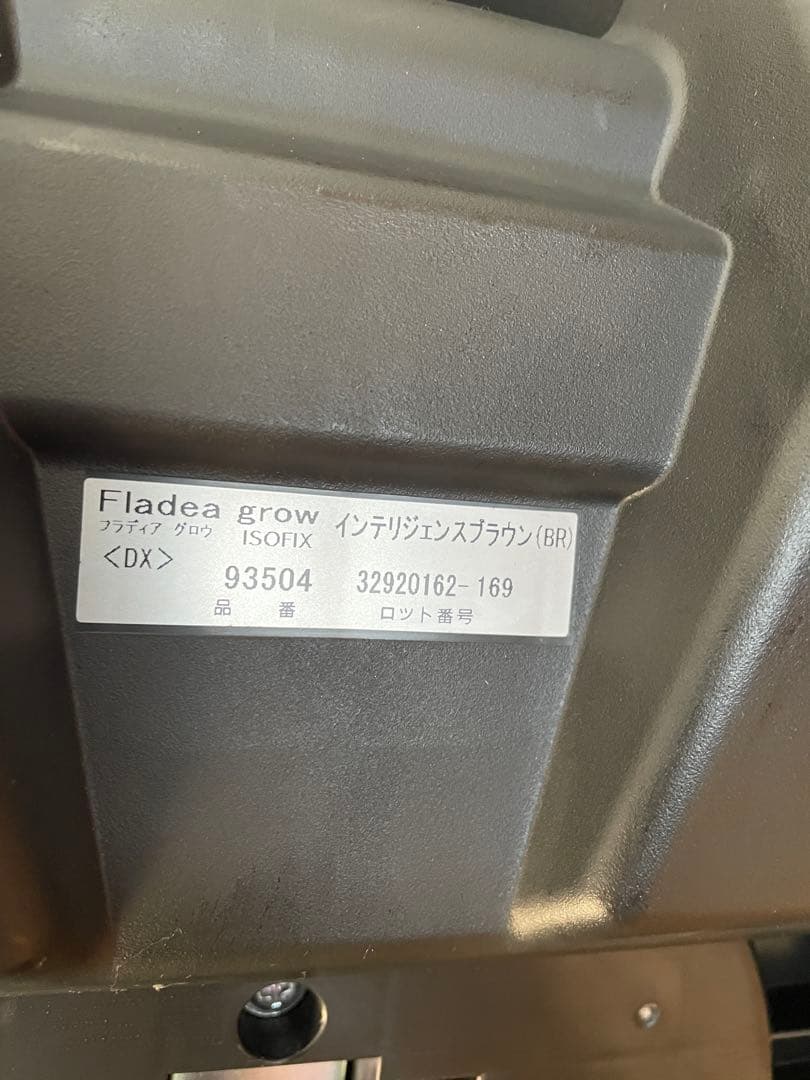 Fladea grow インテリジェンスブラウン(BR)
フラディア グロウ ISOFIX
<DX>
93504 32920162-169
品番 ロット番号